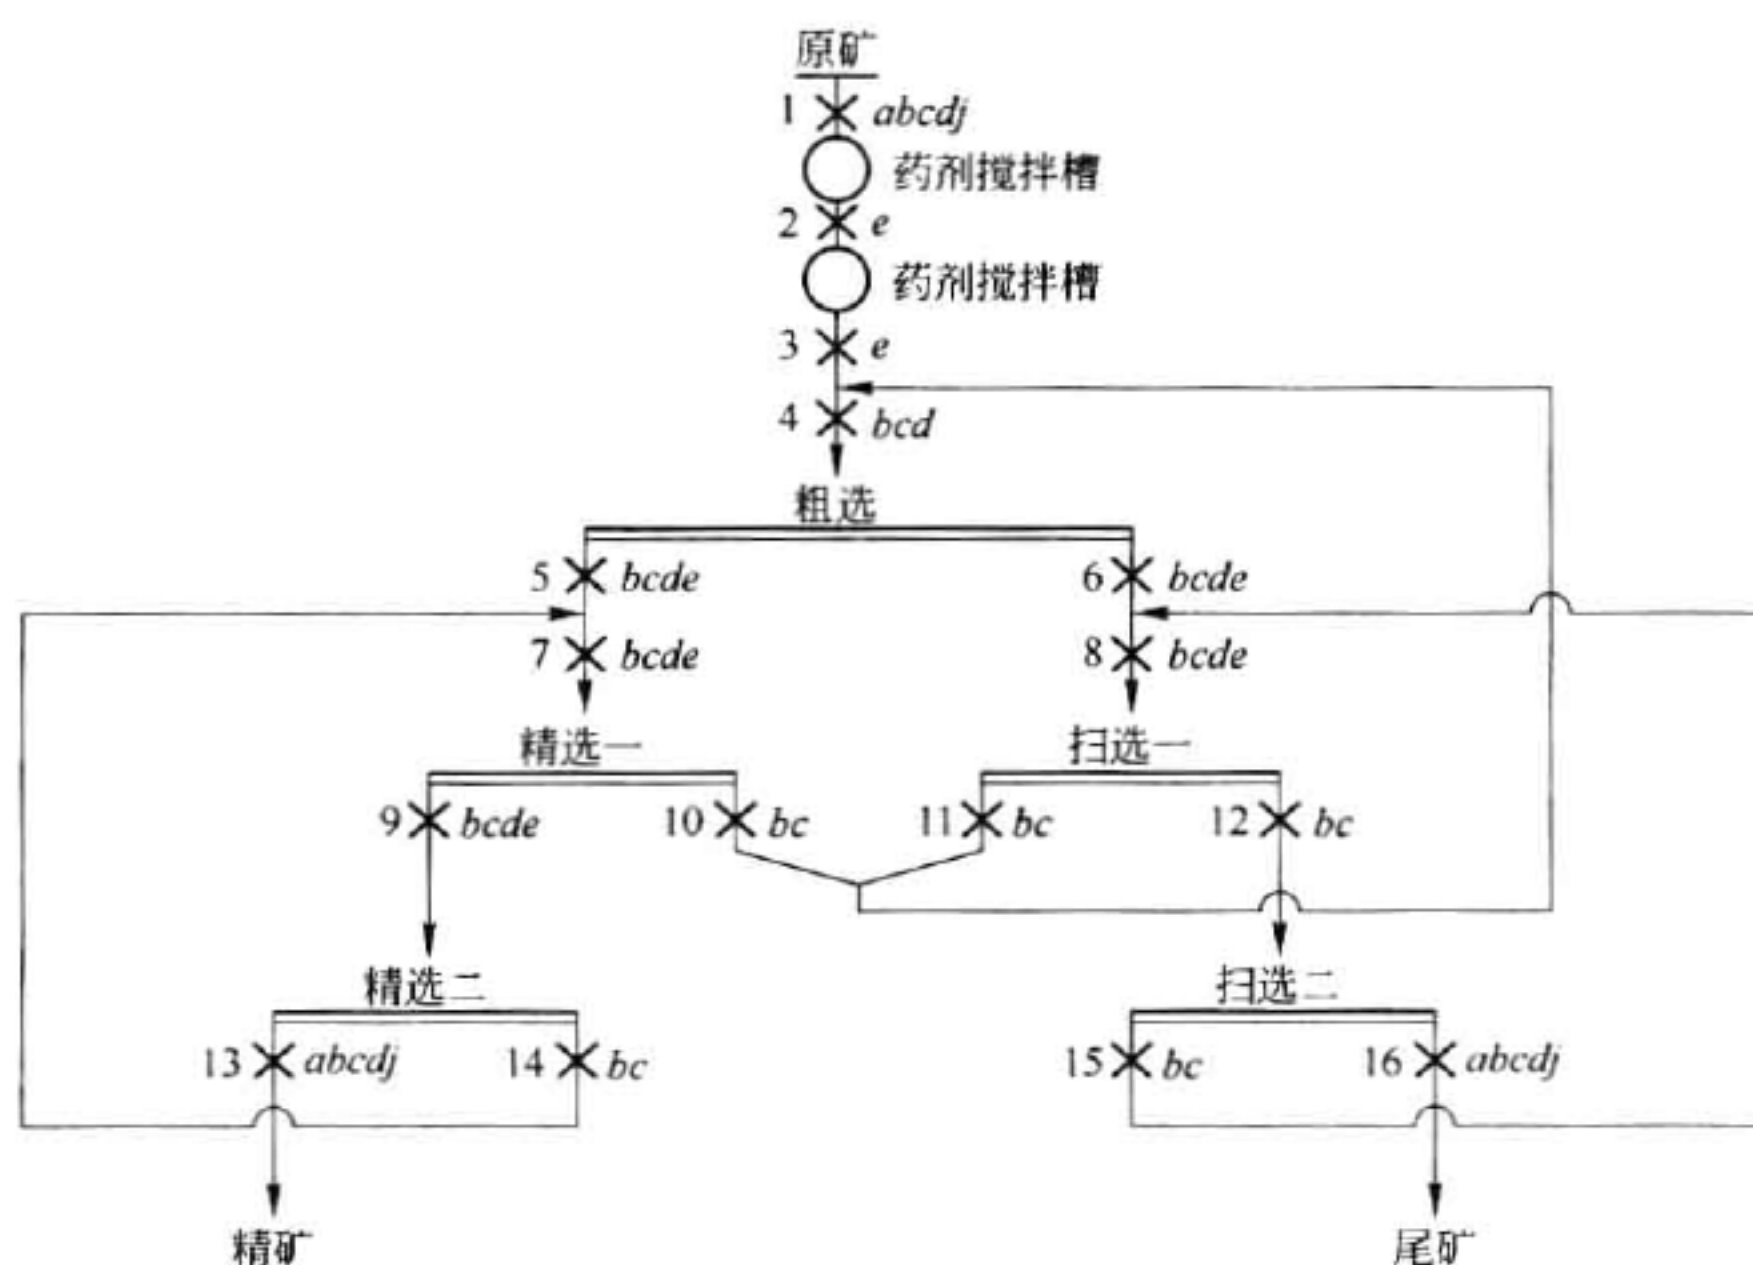 原矿
1 abcdj
药剂搅拌槽
2 e
药剂搅拌槽
3 e
4 bcd
粗选
5 bcde 6 bcde
7 bcde 8 bcde
精选一 扫选一
9 bcde 10 bc 11 bc 12 bc
精选二 扫选二
13 abcdj 14 bc 15 bc 16 abcdj
精矿 尾矿